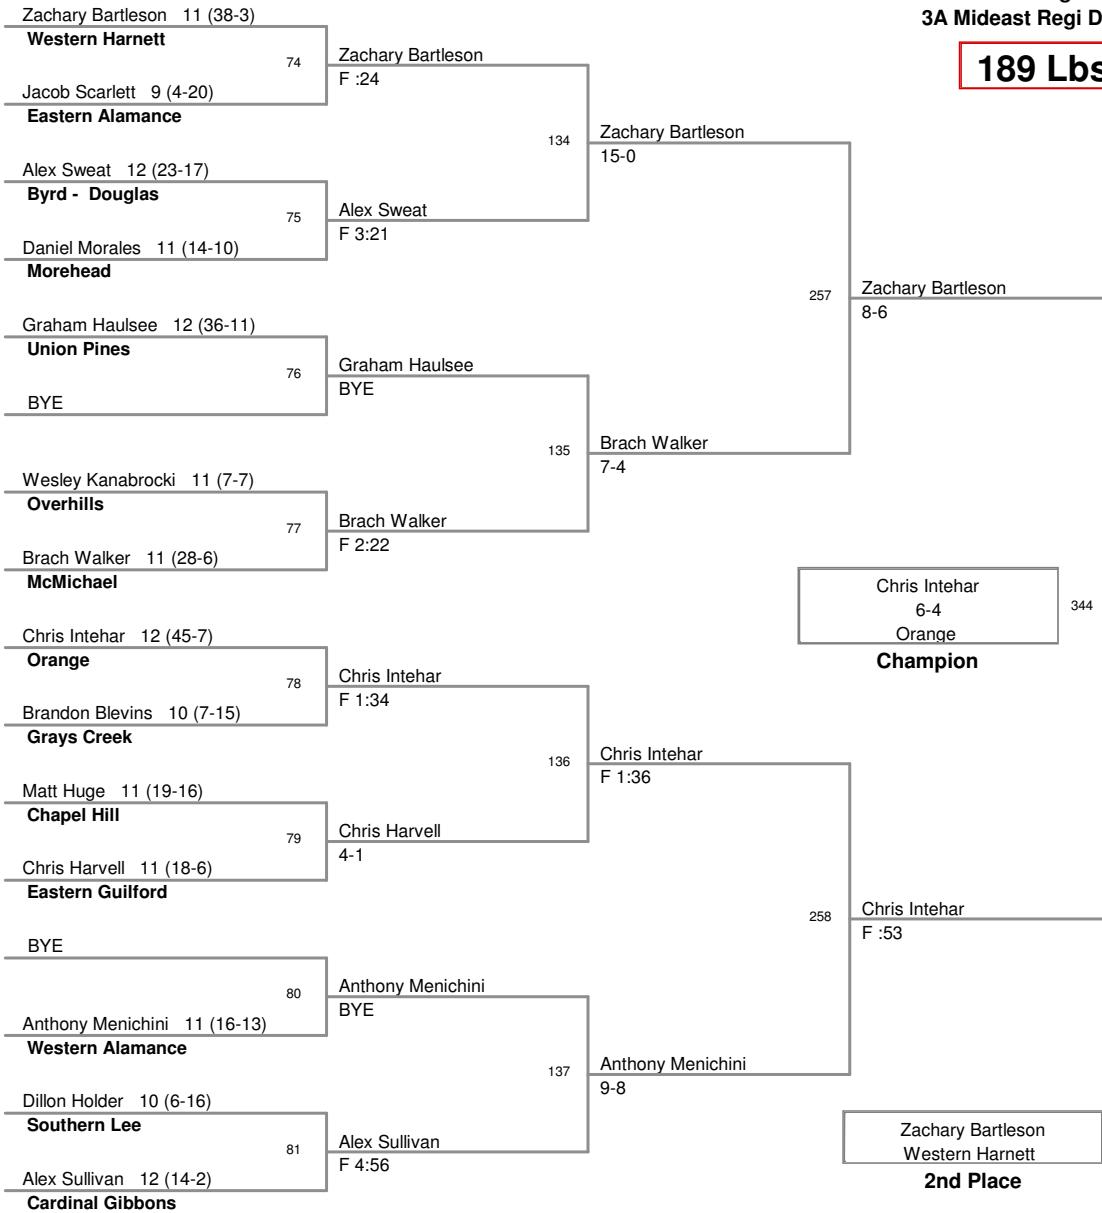 3A Mideast Regi D
189 Lbs
Zachary Bartleson 11 (38-3)
Western Harnett
74
Jacob Scarlett 9 (4-20)
Eastern Alamance
Alex Sweat 12 (23-17)
Byrd - Douglas
75
Daniel Morales 11 (14-10)
Morehead
Graham Haulsee 12 (36-11)
Union Pines
76
BYE
Wesley Kanabrocki 11 (7-7)
Overhills
77
Brach Walker 11 (28-6)
McMichael
Chris Intehar 12 (45-7)
Orange
78
Brandon Blevins 10 (7-15)
Grays Creek
Matt Huge 11 (19-16)
Chapel Hill
79
Chris Harvell 11 (18-6)
Eastern Guilford
BYE
80
Anthony Menichini 11 (16-13)
Western Alamance
Dillon Holder 10 (6-16)
Southern Lee
81
Alex Sullivan 12 (14-2)
Cardinal Gibbons
Zachary Bartleson
F :24
134
Alex Sweat
F 3:21
Graham Haulsee
BYE
135
Brach Walker
F 2:22
Chris Intehar
F 1:34
136
Chris Harvell
4-1
Anthony Menichini
BYE
137
Alex Sullivan
F 4:56
Zachary Bartleson
15-0
257
Brach Walker
7-4
Chris Intehar
F 1:36
258
Anthony Menichini
9-8
Zachary Bartleson
8-6
Chris Intehar
6-4
Orange
344
Champion
Chris Intehar
F :53
Zachary Bartleson
Western Harnett
2nd Place